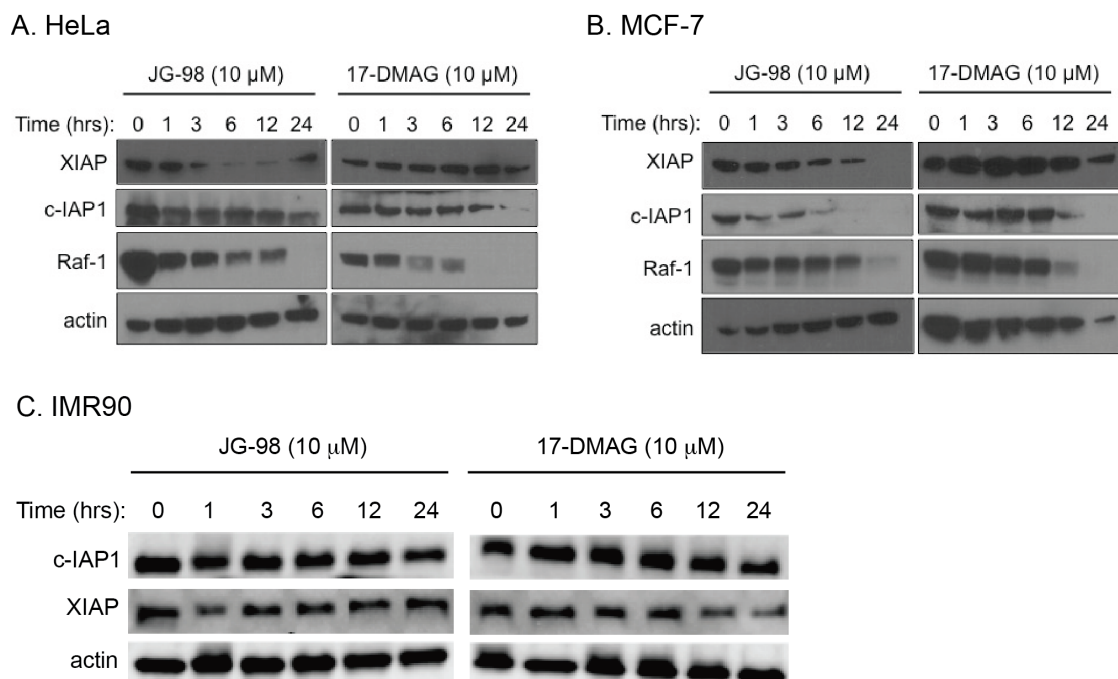 A. HeLa
JG-98 (10 µM) 17-DMAG (10 µM)
Time (hrs): 0 1 3 6 12 24 0 1 3 6 12 24
XIAP
c-IAP1
Raf-1
actin
B. MCF-7
JG-98 (10 µM) 17-DMAG (10 µM)
Time (hrs): 0 1 3 6 12 24 0 1 3 6 12 24
XIAP
c-IAP1
Raf-1
actin
C. IMR90
JG-98 (10 µM) 17-DMAG (10 µM)
Time (hrs): 0 1 3 6 12 24 0 1 3 6 12 24
c-IAP1
XIAP
actin